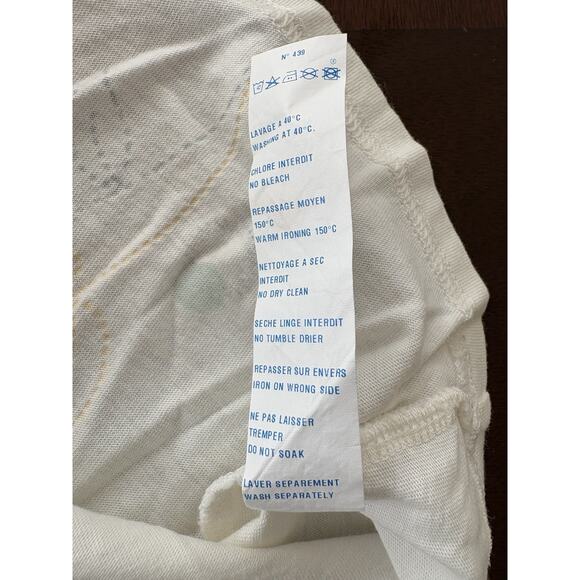 N° 439
LAVAGE A 40°C
WASHING AT 40°C.
CHLORE INTERDIT
NO BLEACH
REPASSAGE MOYEN
150°C
WARM IRONING 150°C
NETTOYAGE A SEC
INTERDIT
NO DRY CLEAN
SECHE LINGE INTERDIT
NO TUMBLE DRIER
REPASSER SUR ENVERS
IRON ON WRONG SIDE
NE PAS LAISSER
TREMPER
DO NOT SOAK
LAVER SEPAREMENT
WASH SEPARATELY